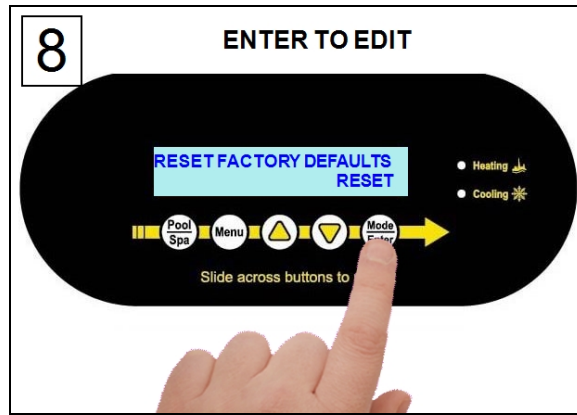 8
ENTER TO EDIT
RESET FACTORY DEFAULTS
RESET
Heating
Cooling
Pool
Spa
Menu
Mode
Enter
Slide across buttons to